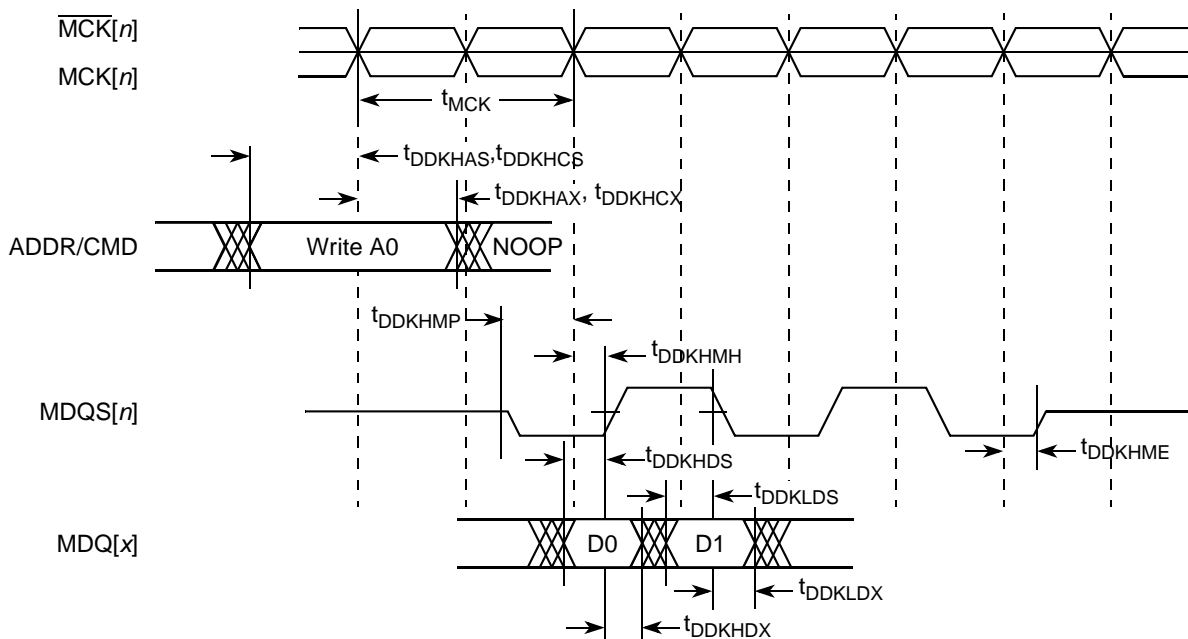 MCK[n]
MCK[n]
tMCK
tDDKHAS,tDDKHCS
tDDKHAX, tDDKHCX
ADDR/CMD
Write A0
NOOP
tDDKHMP
tDDKHMH
MDQS[n]
tDDKHDS
tDDKHME
tDDKLDS
MDQ[x]
D0
D1
tDDKLDX
tDDKHDX